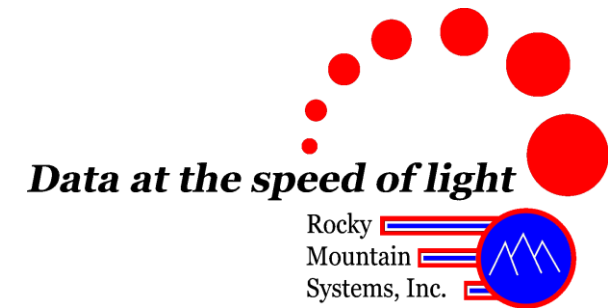 Data at the speed of light
Rocky
Mountain
Systems, Inc.